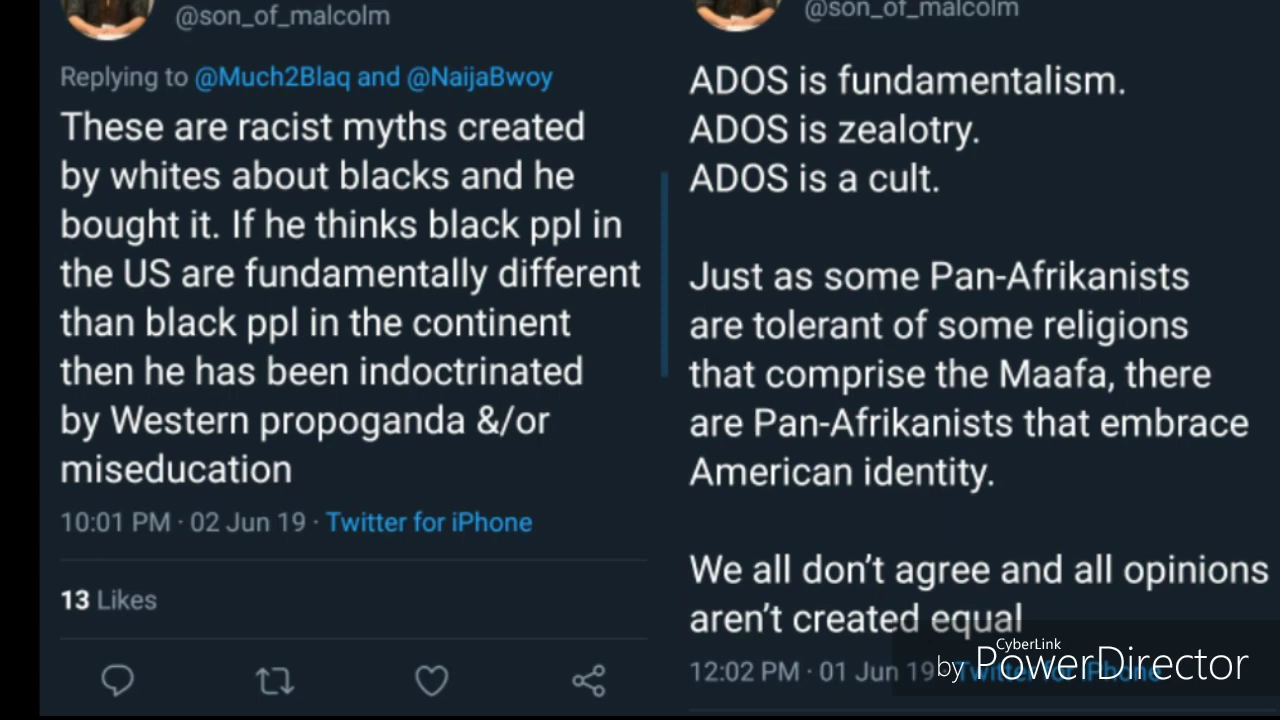 @son_of_malcolm
Replying to @Much2Blaq and @NaijaBwoy
These are racist myths created
by whites about blacks and he
bought it. If he thinks black ppl in
the US are fundamentally different
than black ppl in the continent
then he has been indoctrinated
by Western propoganda &/or
miseducation
10:01 PM · 02 Jun 19 · Twitter for iPhone
13 Likes
@son_of_malcolm
ADOS is fundamentalism.
ADOS is zealotry.
ADOS is a cult.
Just as some Pan-Afrikanists
are tolerant of some religions
that comprise the Maafa, there
are Pan-Afrikanists that embrace
American identity.
We all don’t agree and all opinions
aren’t created equal
12:02 PM · 01 Jun 19 · Twitter for iPhone
CyberLink
by PowerDirector